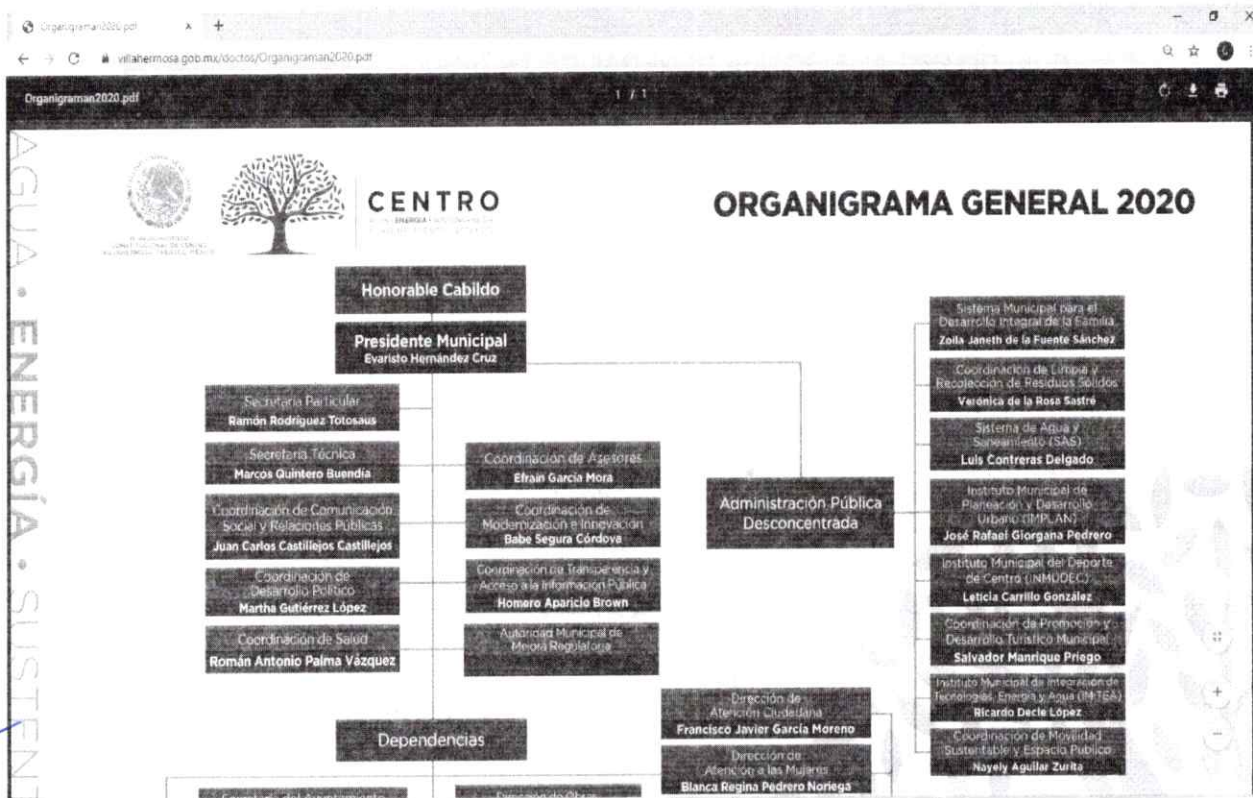 Organigraman2020.pdf
villahermosa.gob.mx/doctos/Organigraman2020.pdf
Organigraman2020.pdf
1 / 1
AGUA • ENERGÍA • SUSTENT
CENTRO
ORGANIGRAMA GENERAL 2020
Honorable Cabildo
Presidente Municipal
Evaristo Hernández Cruz
Secretaría Particular
Ramón Rodríguez Totosaus
Secretaría Técnica
Marcos Quintero Buendía
Coordinación de Comunicación
Social y Relaciones Públicas
Juan Carlos Castillejos Castillejos
Coordinación de
Desarrollo Político
Martha Gutiérrez López
Coordinación de Salud
Román Antonio Palma Vázquez
Coordinación de Asesores
Efraín García Mora
Coordinación de
Modernización e Innovación
Babe Segura Córdova
Coordinación de Transparencia y
Acceso a la Información Pública
Homero Aparicio Brown
Autoridad Municipal de
Mejora Regulatoria
Administración Pública
Desconcentrada
Sistema Municipal para el
Desarrollo Integral de la Familia
Zoila Janeth de la Fuente Sánchez
Coordinación de Limpia y
Recolección de Residuos Sólidos
Verónica de la Rosa Sastré
Sistema de Agua y
Saneamiento (SAS)
Luis Contreras Delgado
Instituto Municipal de
Planeación y Desarrollo
Urbano (IMPLAN)
José Rafael Giorgana Pedrero
Instituto Municipal del Deporte
de Centro (INMUDEC)
Leticia Carrillo González
Coordinación de Promoción y
Desarrollo Turístico Municipal
Salvador Manrique Priego
Instituto Municipal de Integración de
Tecnologías, Energía y Agua (IMITEA)
Ricardo Decle López
Coordinación de Movilidad
Sustentable y Espacio Público
Nayely Aguilar Zurita
Dependencias
Dirección de
Atención Ciudadana
Francisco Javier García Moreno
Dirección de
Atención a las Mujeres
Blanca Regina Pedrero Noriega